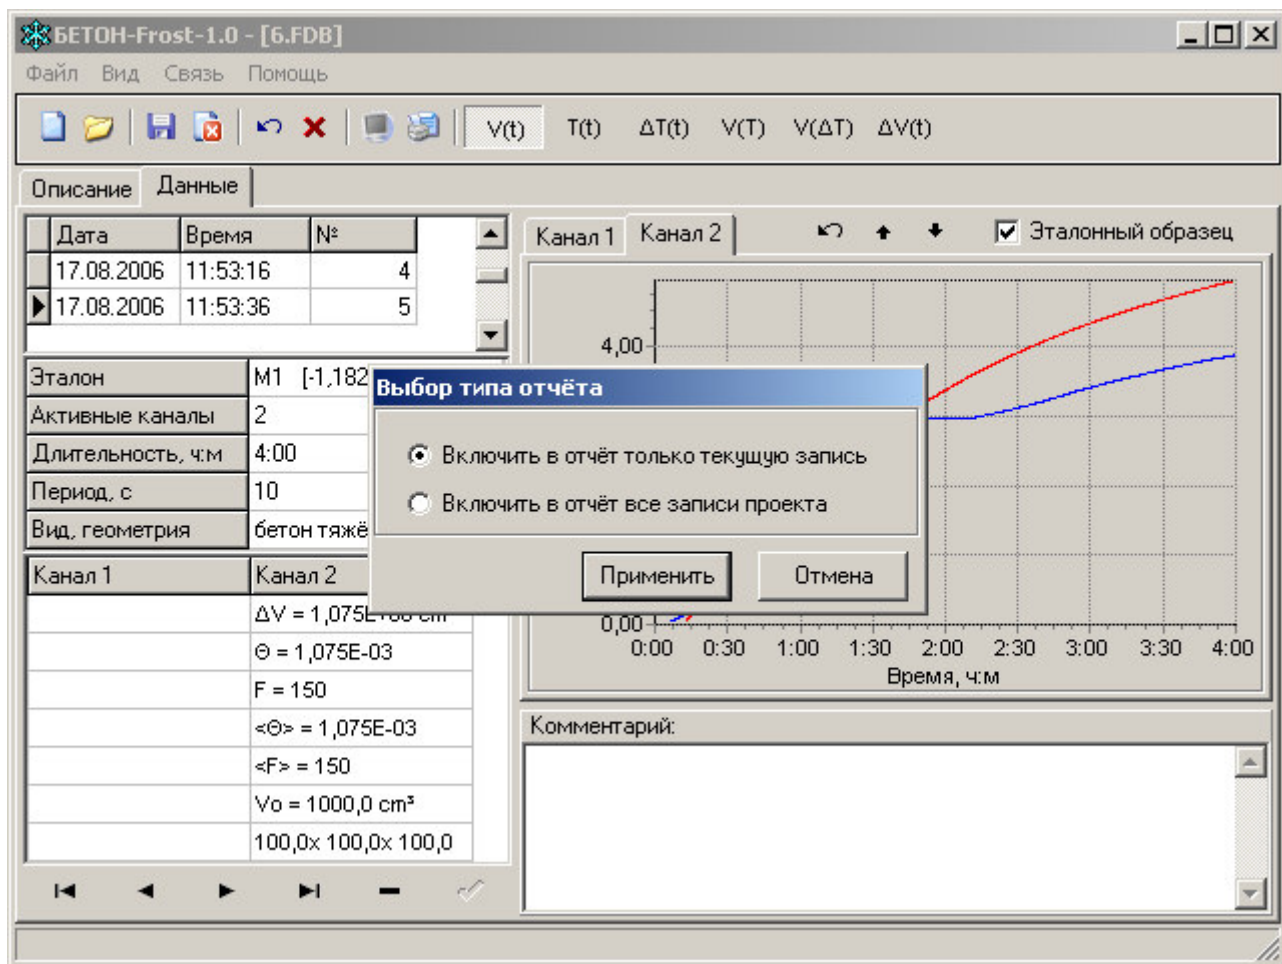 БЕТОН-Frost-1.0 - [6.FDB]
Файл Вид Связь Помощь
V(t) T(t) ΔT(t) V(T) V(ΔT) ΔV(t)
Описание Данные
Дата Время №
17.08.2006 11:53:16 4
17.08.2006 11:53:36 5
Эталон M1 [-1,182
Активные каналы 2
Длительность, ч:м 4:00
Период, с 10
Вид, геометрия бетон тяжё
Канал 1 Канал 2
ΔV = 1,075E+00 cm³
Θ = 1,075E-03
F = 150
<Θ> = 1,075E-03
<F> = 150
Vo = 1000,0 cm³
100,0x 100,0x 100,0
Канал 1 Канал 2 Эталонный образец
4,00
0,00
0:00 0:30 1:00 1:30 2:00 2:30 3:00 3:30 4:00
Время, ч:м
Комментарий:
Выбор типа отчёта
Включить в отчёт только текущую запись
Включить в отчёт все записи проекта
Применить Отмена